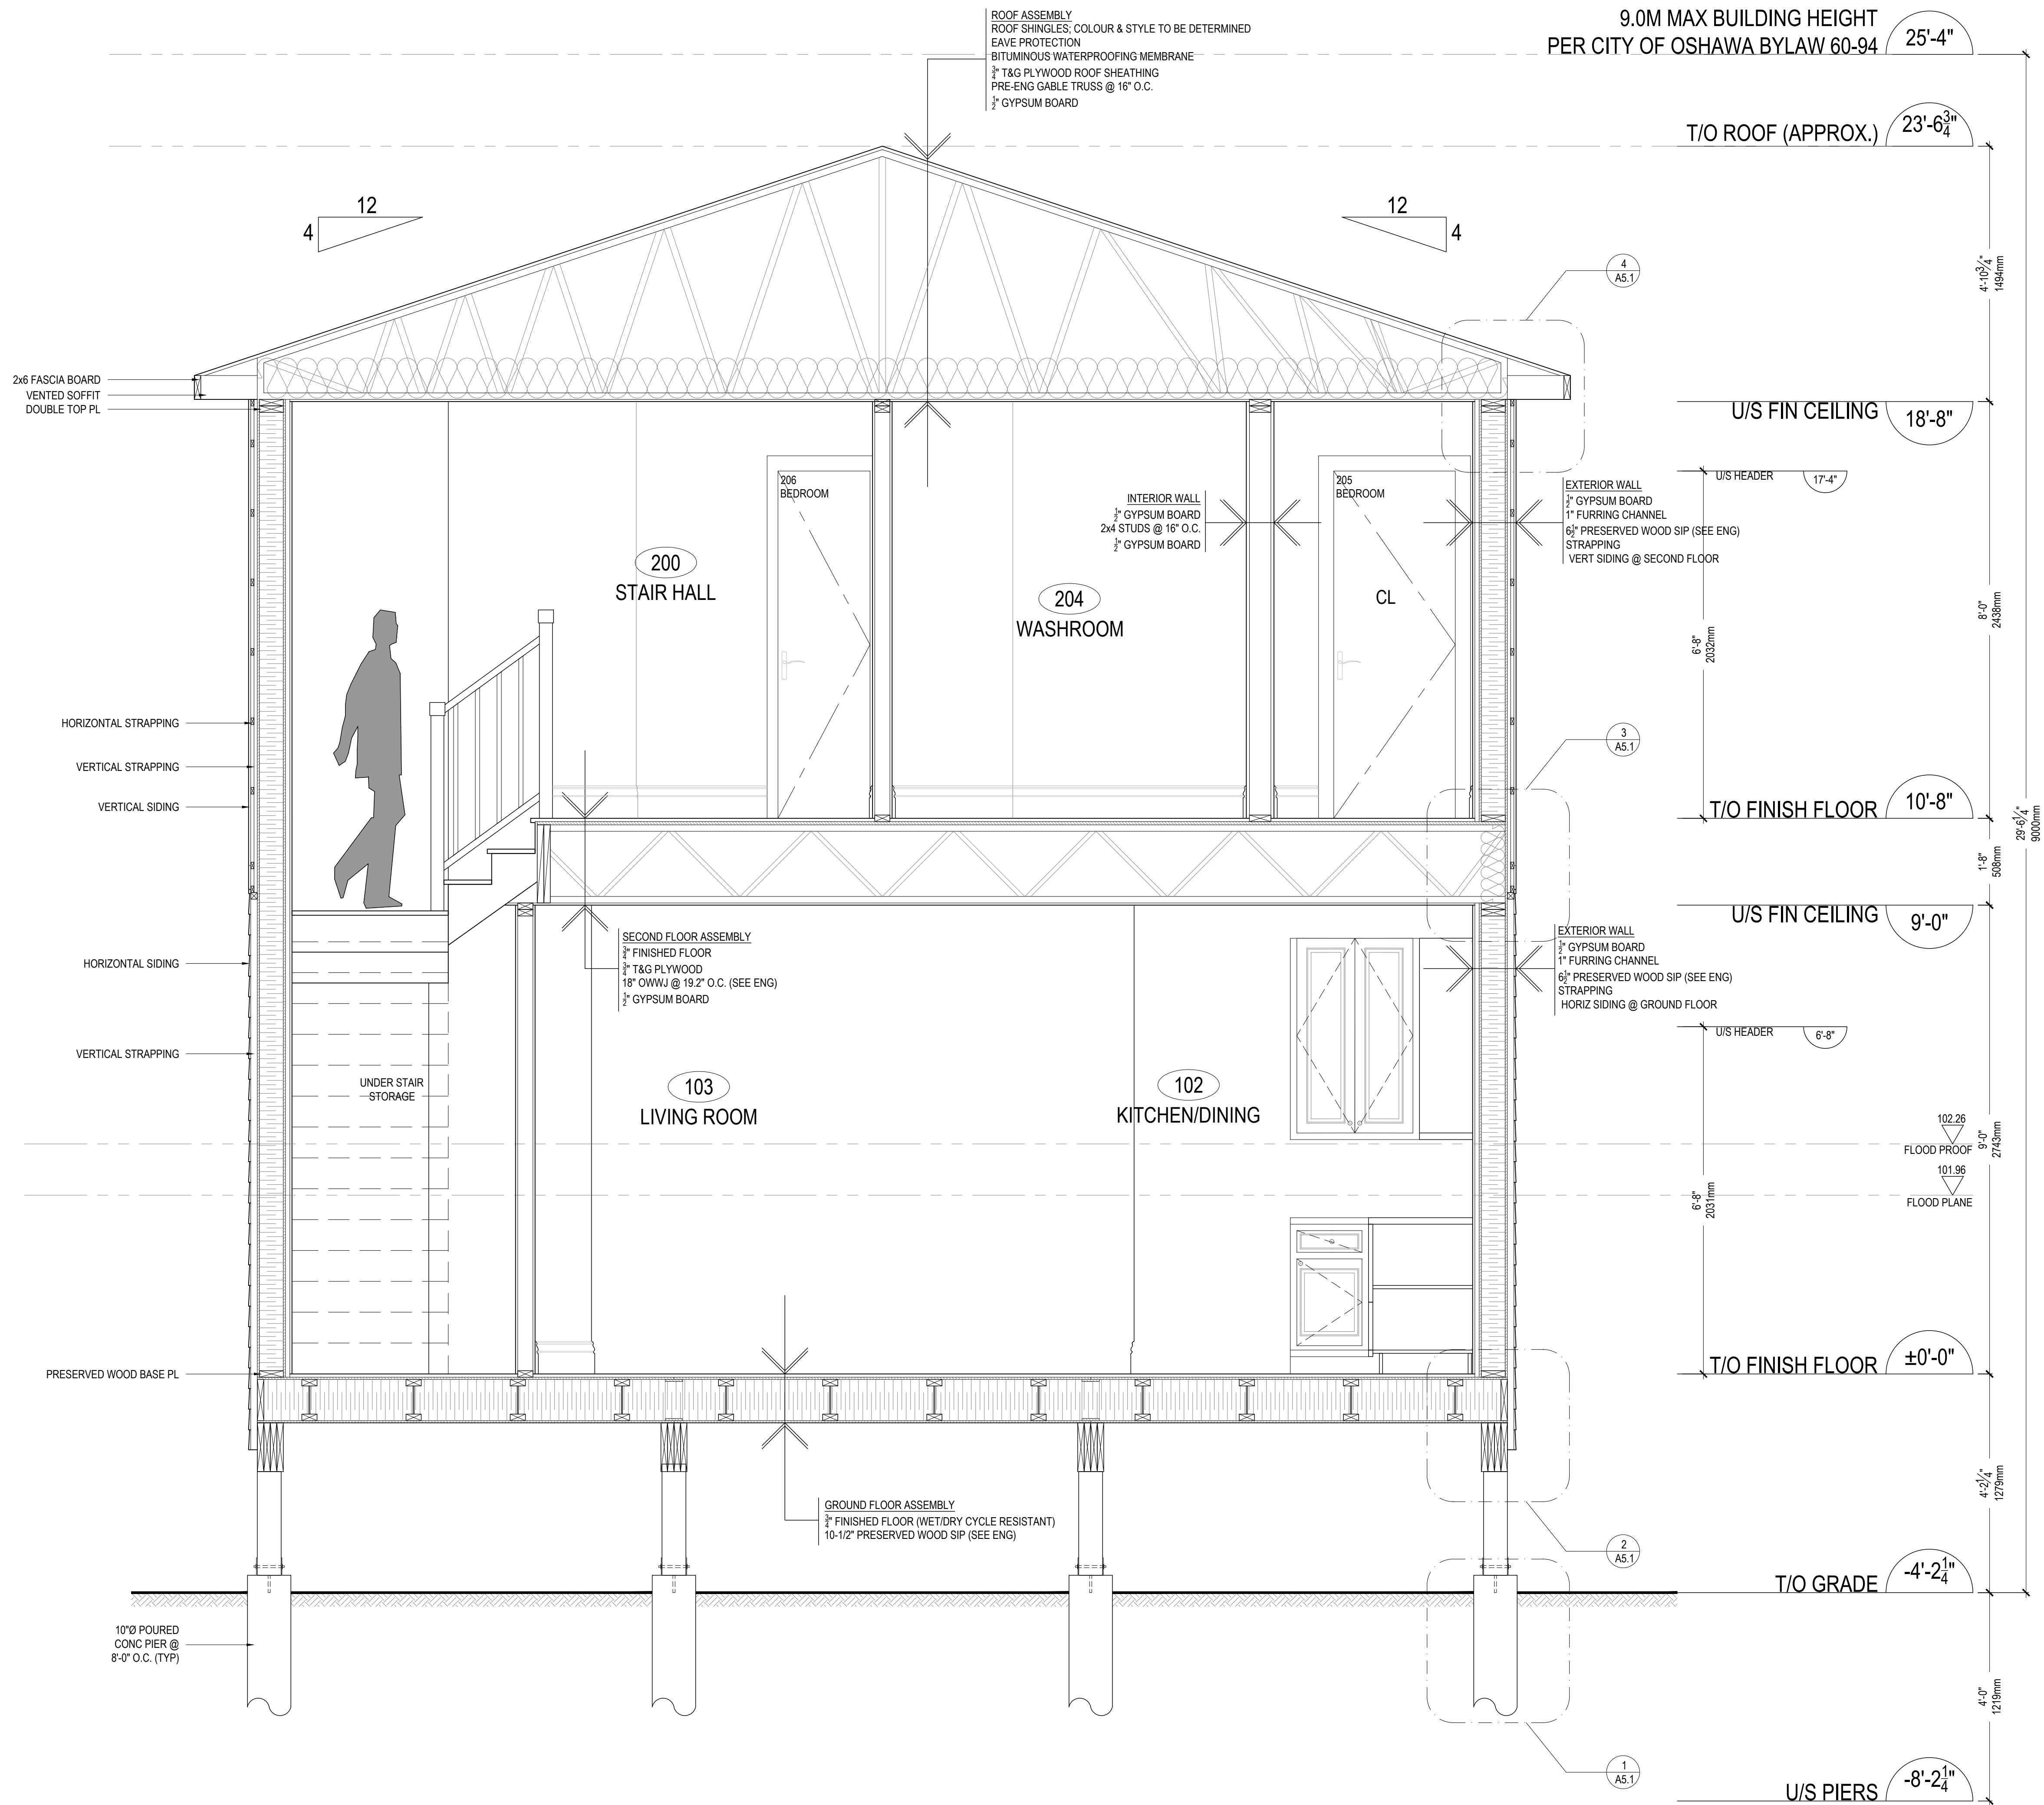 ROOF ASSEMBLY
ROOF SHINGLES; COLOUR & STYLE TO BE DETERMINED
EAVE PROTECTION
BITUMINOUS WATERPROOFING MEMBRANE
3/4" T&G PLYWOOD ROOF SHEATHING
PRE-ENG GABLE TRUSS @ 16" O.C.
1/2" GYPSUM BOARD
9.0M MAX BUILDING HEIGHT
PER CITY OF OSHAWA BYLAW 60-94
25'-4"
T/O ROOF (APPROX.)
23'-6 3/4"
12
4
12
4
4
A5.1
4'-10 3/4"
1494mm
2x6 FASCIA BOARD
VENTED SOFFIT
DOUBLE TOP PL
U/S FIN CEILING
18'-8"
U/S HEADER
17'-4"
206
BEDROOM
205
BEDROOM
INTERIOR WALL
1/2" GYPSUM BOARD
2x4 STUDS @ 16" O.C.
1/2" GYPSUM BOARD
EXTERIOR WALL
1/2" GYPSUM BOARD
1" FURRING CHANNEL
6 1/2" PRESERVED WOOD SIP (SEE ENG)
STRAPPING
VERT SIDING @ SECOND FLOOR
200
STAIR HALL
204
WASHROOM
CL
6'-8"
2032mm
8'-0"
2438mm
HORIZONTAL STRAPPING
VERTICAL STRAPPING
VERTICAL SIDING
3
A5.1
T/O FINISH FLOOR
10'-8"
29'-6 1/4"
9000mm
1'-8"
508mm
U/S FIN CEILING
9'-0"
SECOND FLOOR ASSEMBLY
3/4" FINISHED FLOOR
3/4" T&G PLYWOOD
18" OWWJ @ 19.2" O.C. (SEE ENG)
1/2" GYPSUM BOARD
EXTERIOR WALL
1/2" GYPSUM BOARD
1" FURRING CHANNEL
6 1/2" PRESERVED WOOD SIP (SEE ENG)
STRAPPING
HORIZ SIDING @ GROUND FLOOR
HORIZONTAL SIDING
VERTICAL STRAPPING
U/S HEADER
6'-8"
UNDER STAIR
STORAGE
103
LIVING ROOM
102
KITCHEN/DINING
102.26
FLOOD PROOF
101.96
FLOOD PLANE
9'-0"
2743mm
6'-8"
2031mm
PRESERVED WOOD BASE PL
T/O FINISH FLOOR
±0'-0"
GROUND FLOOR ASSEMBLY
3/4" FINISHED FLOOR (WET/DRY CYCLE RESISTANT)
10-1/2" PRESERVED WOOD SIP (SEE ENG)
4'-2 1/4"
1279mm
2
A5.1
T/O GRADE
-4'-2 1/4"
10"Ø POURED
CONC PIER @
8'-0" O.C. (TYP)
4'-0"
1219mm
1
A5.1
U/S PIERS
-8'-2 1/4"